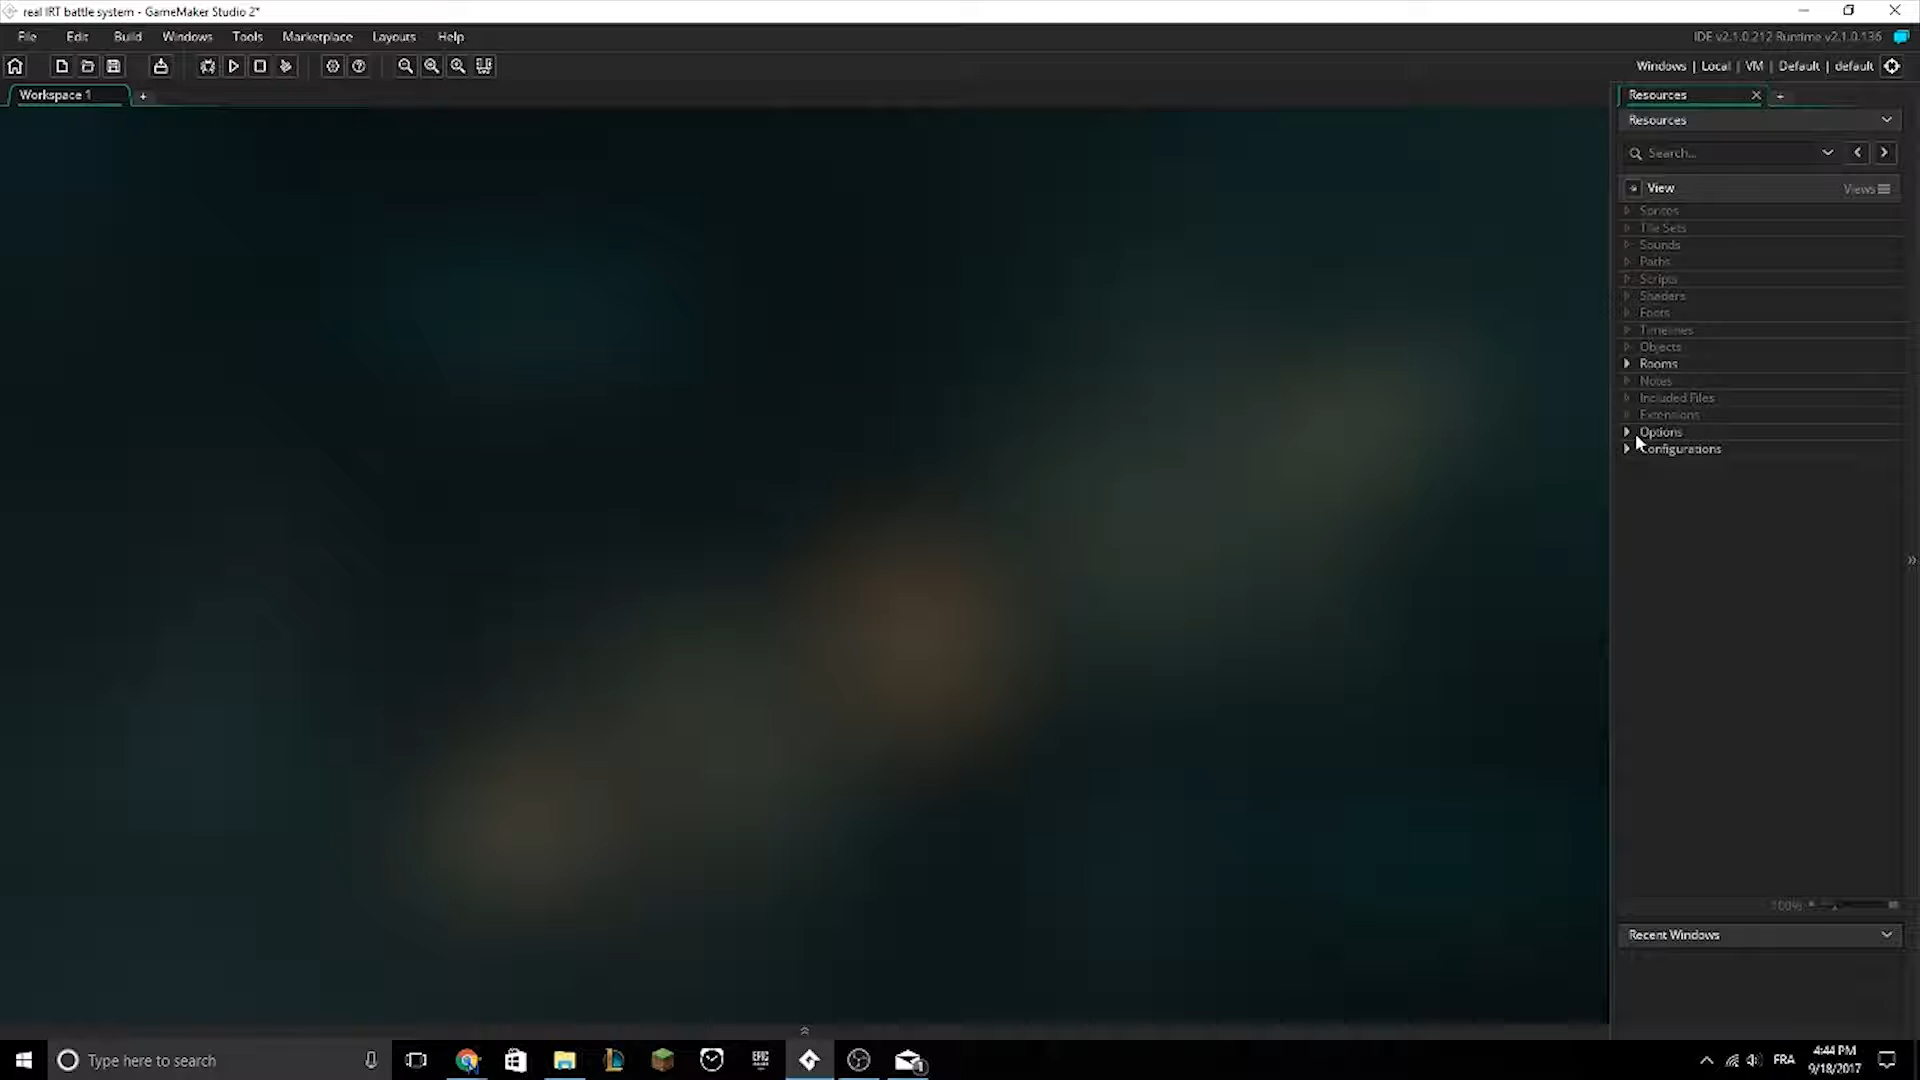 real IRT battle system - GameMaker Studio 2*
File Edit Build Windows Tools Marketplace Layouts Help
IDE v2.1.0.212 Runtime v2.1.0.136
Windows | Local | VM | Default | default
Workspace 1
Resources
Resources
Search...
View Views
Sprites
Tile Sets
Sounds
Paths
Scripts
Shaders
Fonts
Timelines
Objects
Rooms
Notes
Included Files
Extensions
Options
Configurations
100%
Recent Windows
Type here to search
EPIC
FRA
4:44 PM
9/18/2017